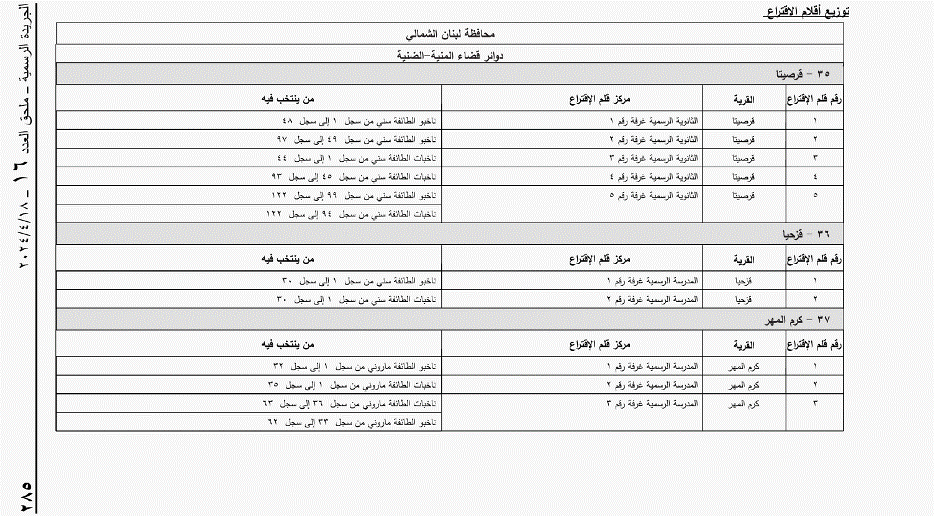 توزيع أقلام الإقتراع
محافظة لبنان الشمالي
دوائر قضاء المنية-الضنية
٣٥ - قرصيتا
رقم قلم الإقتراع القرية مركز قلم الإقتراع من ينتخب فيه
١ قرصيتا الثانوية الرسمية غرفة رقم ١ ناخبو الطائفة سني من سجل ١ إلى سجل ٤٨
٢ قرصيتا الثانوية الرسمية غرفة رقم ٢ ناخبو الطائفة سني من سجل ٤٩ إلى سجل ٩٧
٣ قرصيتا الثانوية الرسمية غرفة رقم ٣ ناخبات الطائفة سني من سجل ١ إلى سجل ٤٤
٤ قرصيتا الثانوية الرسمية غرفة رقم ٤ ناخبات الطائفة سني من سجل ٤٥ إلى سجل ٩٣
٥ قرصيتا الثانوية الرسمية غرفة رقم ٥ ناخبو الطائفة سني من سجل ٩٩ إلى سجل ١٢٢
ناخبات الطائفة سني من سجل ٩٤ إلى سجل ١٢٢
٣٦ - قرحيا
رقم قلم الإقتراع القرية مركز قلم الإقتراع من ينتخب فيه
١ قرحيا المدرسة الرسمية غرفة رقم ١ ناخبو الطائفة سني من سجل ١ إلى سجل ٣٠
٢ قرحيا المدرسة الرسمية غرفة رقم ٢ ناخبات الطائفة سني من سجل ١ إلى سجل ٣٠
٣٧ - كرم المهر
رقم قلم الإقتراع القرية مركز قلم الإقتراع من ينتخب فيه
١ كرم المهر المدرسة الرسمية غرفة رقم ١ ناخبو الطائفة ماروني من سجل ١ إلى سجل ٣٢
٢ كرم المهر المدرسة الرسمية غرفة رقم ٢ ناخبات الطائفة ماروني من سجل ١ إلى سجل ٣٥
٣ كرم المهر المدرسة الرسمية غرفة رقم ٣ ناخبات الطائفة ماروني من سجل ٣٦ إلى سجل ٦٣
ناخبو الطائفة ماروني من سجل ٣٣ إلى سجل ٦٢
الجريدة الرسمية - ملحق العدد ١٦ - ٢٠٢٤/٤/١٨
٢٨٥